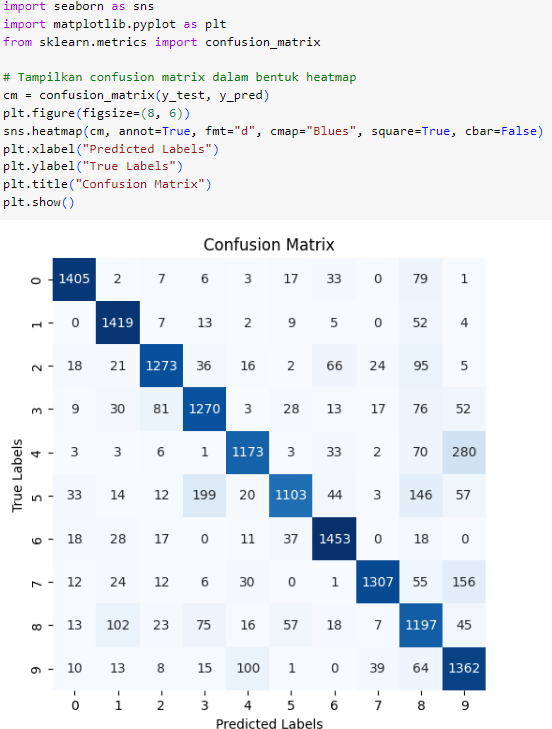 import seaborn as sns
import matplotlib.pyplot as plt
from sklearn.metrics import confusion_matrix
# Tampilkan confusion matrix dalam bentuk heatmap
cm = confusion_matrix(y_test, y_pred)
plt.figure(figsize=(8, 6))
sns.heatmap(cm, annot=True, fmt="d", cmap="Blues", square=True, cbar=False)
plt.xlabel("Predicted Labels")
plt.ylabel("True Labels")
plt.title("Confusion Matrix")
plt.show()
Confusion Matrix
True Labels
0 1405 2 7 6 3 17 33 0 79 1
1 0 1419 7 13 2 9 5 0 52 4
2 18 21 1273 36 16 2 66 24 95 5
3 9 30 81 1270 3 28 13 17 76 52
4 3 3 6 1 1173 3 33 2 70 280
5 33 14 12 199 20 1103 44 3 146 57
6 18 28 17 0 11 37 1453 0 18 0
7 12 24 12 6 30 0 1 1307 55 156
8 13 102 23 75 16 57 18 7 1197 45
9 10 13 8 15 100 1 0 39 64 1362
0 1 2 3 4 5 6 7 8 9
Predicted Labels